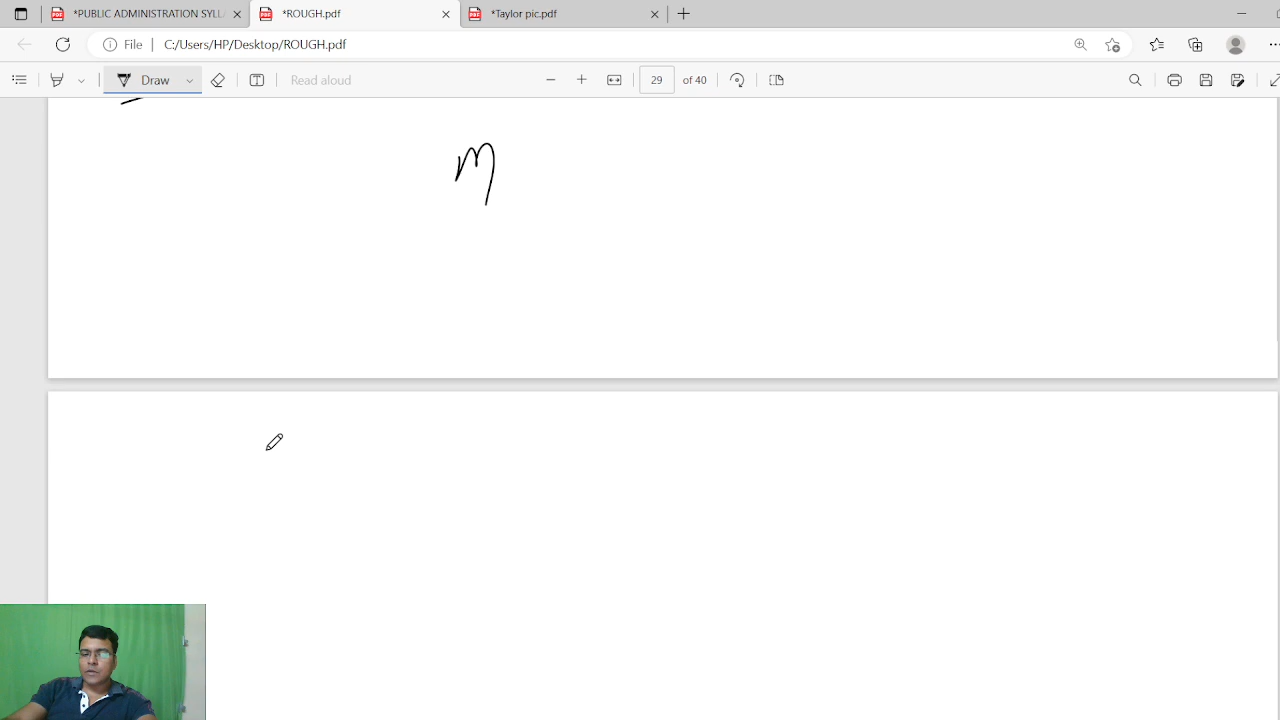 *PUBLIC ADMINISTRATION SYLL
*ROUGH.pdf
*Taylor pic.pdf
File
C:/Users/HP/Desktop/ROUGH.pdf
Draw
Read aloud
29
of 40
m